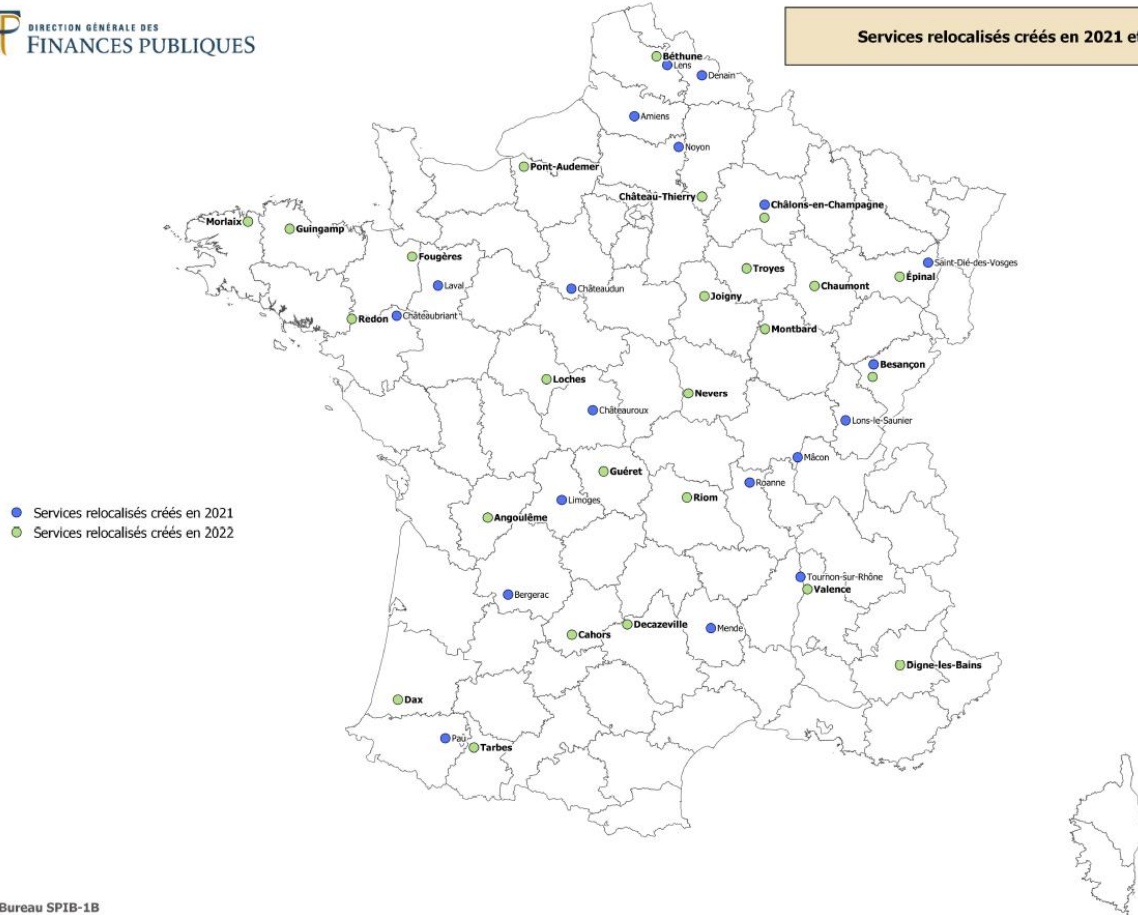 DIRECTION GÉNÉRALE DES
FINANCES PUBLIQUES
Services relocalisés créés en 2021 et
Béthune
Lens
Denain
Amiens
Noyon
Pont-Audemer
Château-Thierry
Châlons-en-Champagne
Morlaix
Guingamp
Fougères
Troyes
Saint-Dié-des-Vosges
Épinal
Chaumont
Laval
Châteaudun
Joigny
Redon
Châteaubriant
Montbard
Besançon
Loches
Nevers
Châteauroux
Lons-le-Saunier
Mâcon
Guéret
Roanne
Limoges
Riom
Services relocalisés créés en 2021
Services relocalisés créés en 2022
Angoulême
Tournon-sur-Rhône
Valence
Bergerac
Decazeville
Mende
Cahors
Digne-les-Bains
Dax
Pau
Tarbes
Bureau SPIB-1B